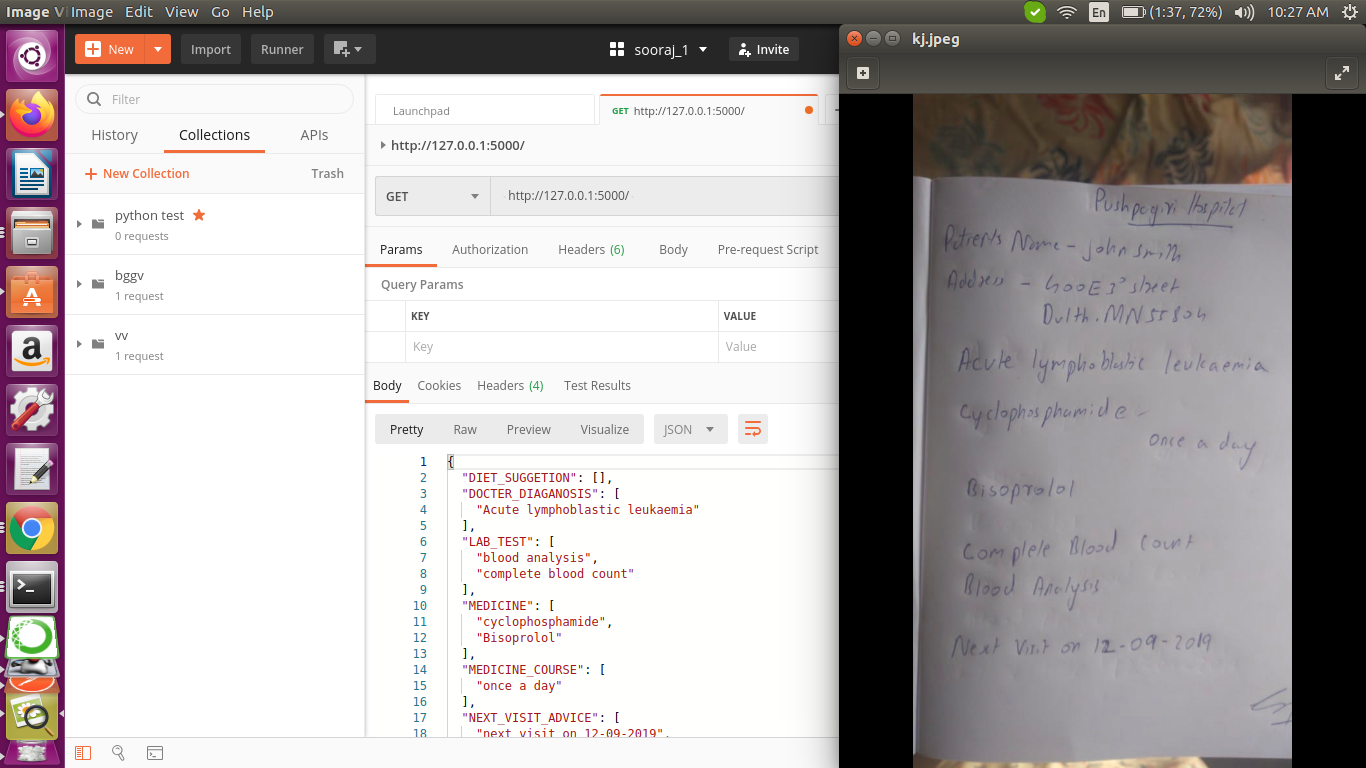 Image Vi Image Edit View Go Help
En (1:37, 72%) 10:27 AM
New Import Runner sooraj_1 Invite
Filter
History Collections APIs
New Collection Trash
python test
0 requests
bggv
1 request
vv
1 request
Launchpad GET http://127.0.0.1:5000/
http://127.0.0.1:5000/
GET http://127.0.0.1:5000/
Params Authorization Headers (6) Body Pre-request Script
Query Params
KEY VALUE
Key Value
Body Cookies Headers (4) Test Results
Pretty Raw Preview Visualize JSON
1 {
2 "DIET_SUGGETION": [],
3 "DOCTER_DIAGANOSIS": [
4 "Acute lymphoblastic leukaemia"
5 ],
6 "LAB_TEST": [
7 "blood analysis",
8 "complete blood count"
9 ],
10 "MEDICINE": [
11 "cyclophosphamide",
12 "Bisoprolol"
13 ],
14 "MEDICINE_COURSE": [
15 "once a day"
16 ],
17 "NEXT_VISIT_ADVICE": [
18 "next visit on 12-09-2019",
kj.jpeg
Pushpagiri Hospital
Patients Name - John Smith
Address - 400E 3rd street
Dulth. MN 55804
Acute lymphoblastic leukaemia
Cyclophosphamide -
once a day
Bisoprolol
Complete Blood Count
Blood Analysis
Next Visit on 12-09-2019